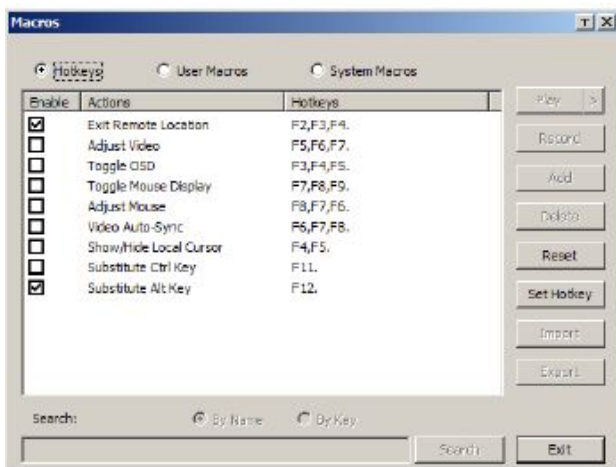 Macros
Hotkeys User Macros System Macros
Enable Actions Hotkeys Play >
Exit Remote Location F2,F3,F4.
Adjust Video F5,F6,F7. Record
Toggle OSD F3,F4,F5.
Toggle Mouse Display F7,F8,F9. Add
Adjust Mouse F8,F7,F6.
Video Auto-Sync F6,F7,F8. Delete
Show/Hide Local Cursor F4,F5.
Substitute Ctrl Key F11. Reset
Substitute Alt Key F12. Set Hotkey
Import
Export
Search: By Name By Key
Search Exit